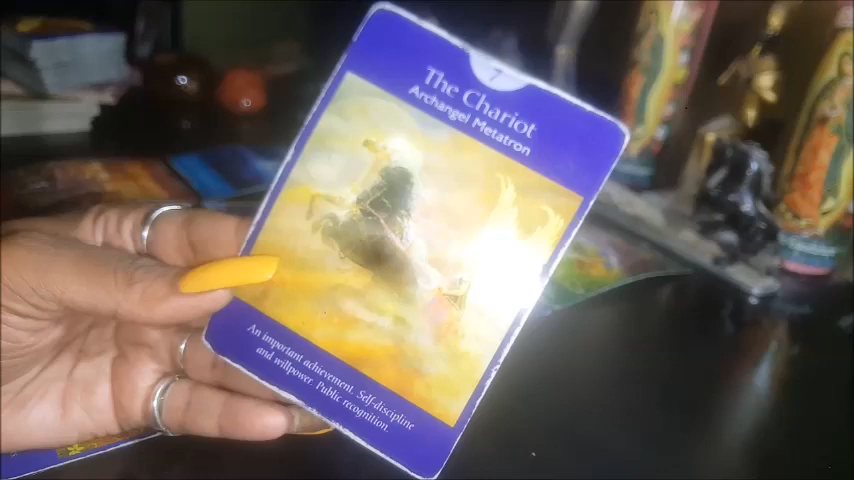 7
The Chariot
Archangel Metatron
An important achievement. Self-discipline
and willpower. Public recognition.